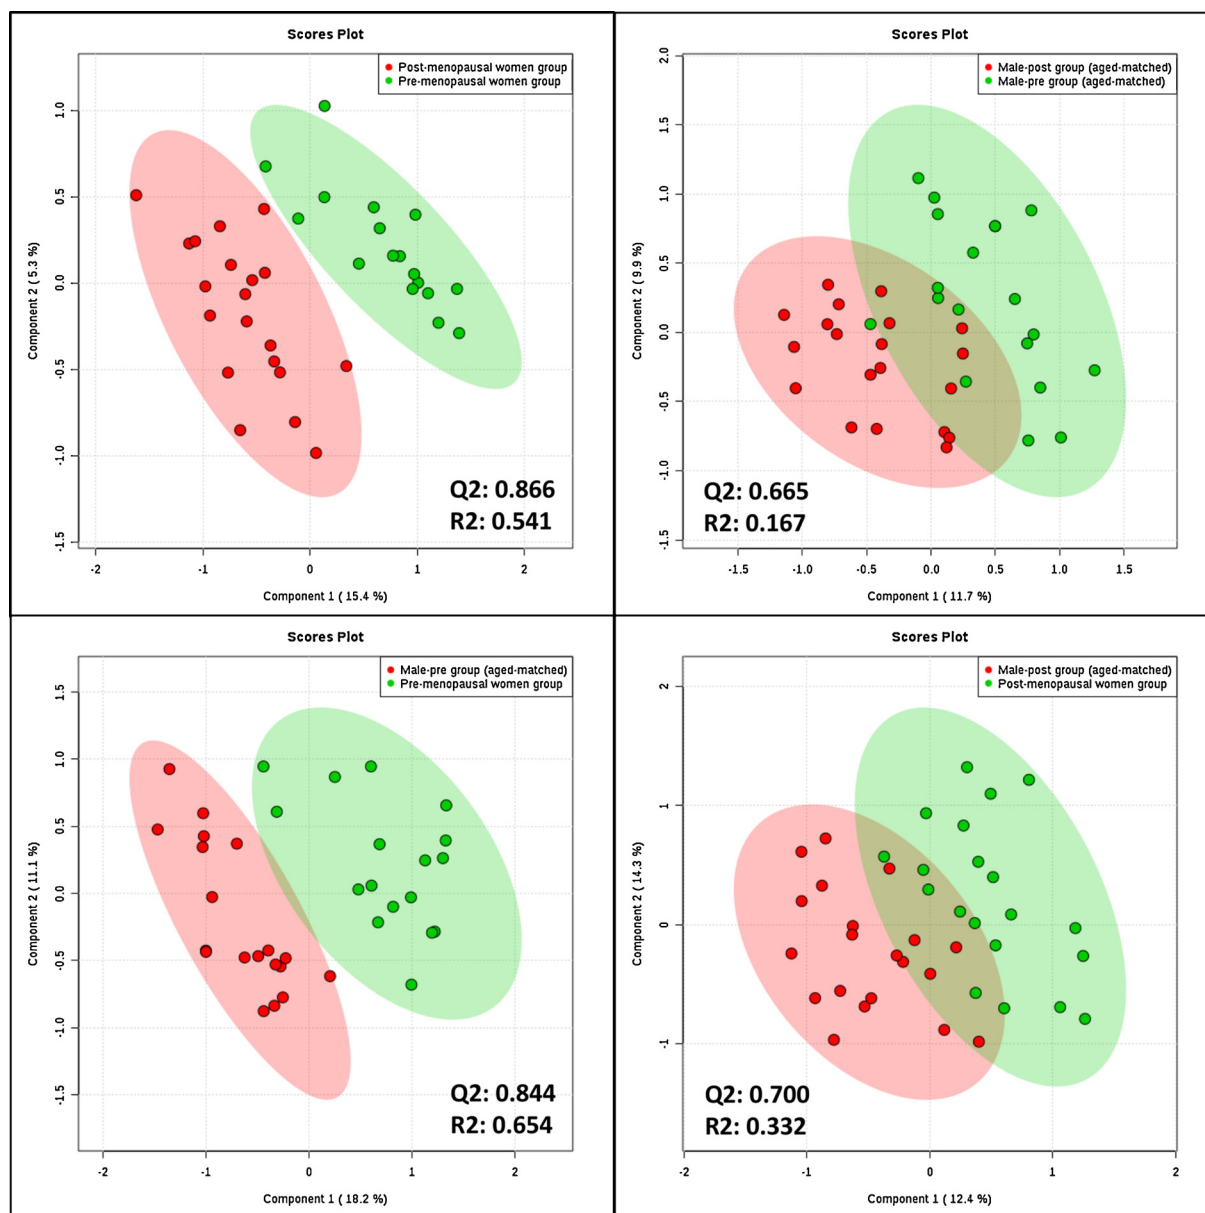 Scores Plot
Post-menopausal women group
Pre-menopausal women group
Component 2 ( 5.3 %)
1.0
0.5
0.0
-0.5
-1.0
-1.5
-2 -1 0 1 2
Component 1 ( 15.4 %)
Q2: 0.866
R2: 0.541
Scores Plot
Male-post group (aged-matched)
Male-pre group (aged-matched)
Component 2 ( 9.9 %)
2.0
1.5
1.0
0.5
0.0
-0.5
-1.0
-1.5
-1.5 -1.0 -0.5 0.0 0.5 1.0 1.5
Component 1 ( 11.7 %)
Q2: 0.665
R2: 0.167
Scores Plot
Male-pre group (aged-matched)
Pre-menopausal women group
Component 2 ( 11.1 %)
1.5
1.0
0.5
0.0
-0.5
-1.0
-1.5
-2 -1 0 1 2
Component 1 ( 18.2 %)
Q2: 0.844
R2: 0.654
Scores Plot
Male-post group (aged-matched)
Post-menopausal women group
Component 2 ( 14.3 %)
2
1
0
-1
-2 -1 0 1 2
Component 1 ( 12.4 %)
Q2: 0.700
R2: 0.332